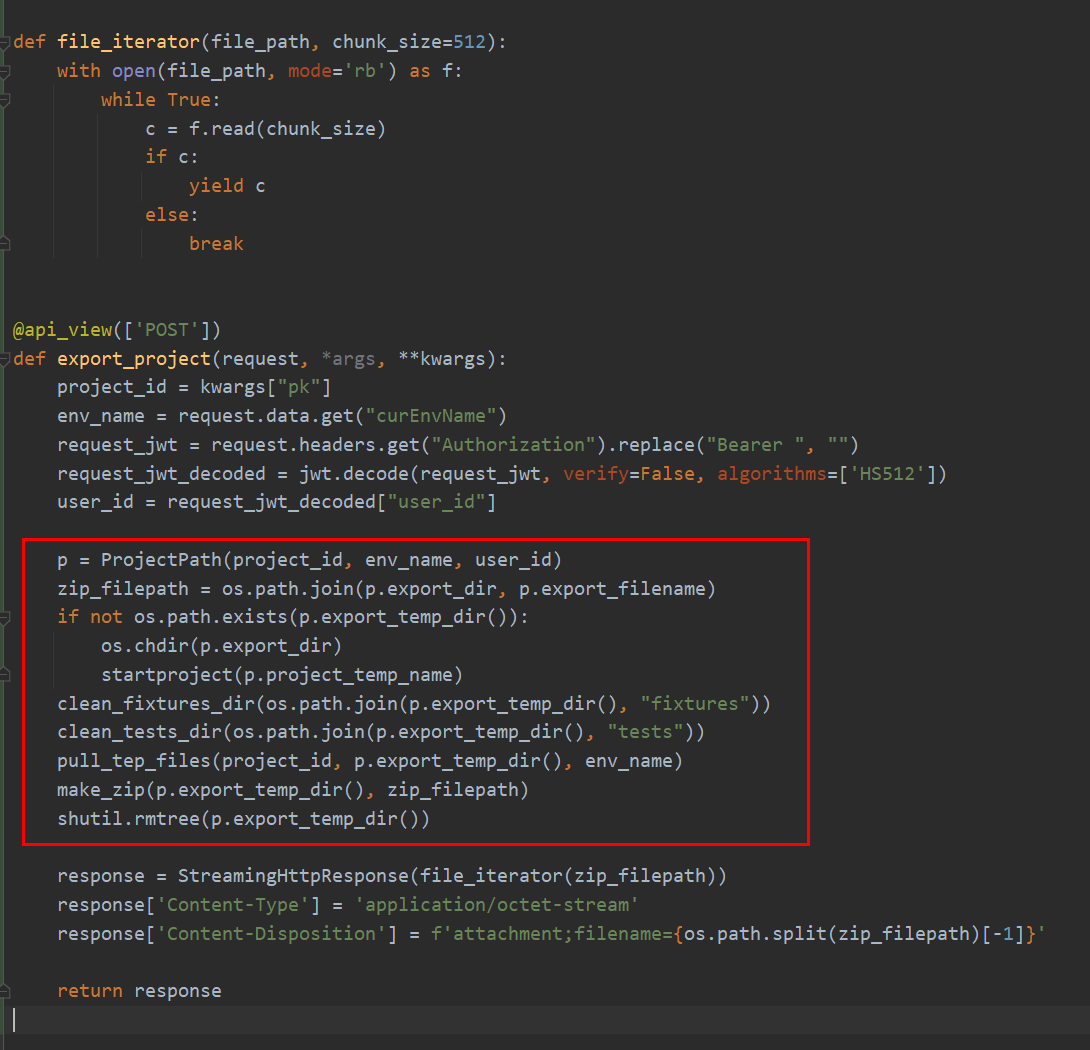 def file_iterator(file_path, chunk_size=512):
    with open(file_path, mode='rb') as f:
        while True:
            c = f.read(chunk_size)
            if c:
                yield c
            else:
                break
@api_view(['POST'])
def export_project(request, *args, **kwargs):
    project_id = kwargs["pk"]
    env_name = request.data.get("curEnvName")
    request_jwt = request.headers.get("Authorization").replace("Bearer ", "")
    request_jwt_decoded = jwt.decode(request_jwt, verify=False, algorithms=['HS512'])
    user_id = request_jwt_decoded["user_id"]
    p = ProjectPath(project_id, env_name, user_id)
    zip_filepath = os.path.join(p.export_dir, p.export_filename)
    if not os.path.exists(p.export_temp_dir()):
        os.chdir(p.export_dir)
        startproject(p.project_temp_name)
    clean_fixtures_dir(os.path.join(p.export_temp_dir(), "fixtures"))
    clean_tests_dir(os.path.join(p.export_temp_dir(), "tests"))
    pull_tep_files(project_id, p.export_temp_dir(), env_name)
    make_zip(p.export_temp_dir(), zip_filepath)
    shutil.rmtree(p.export_temp_dir())
    response = StreamingHttpResponse(file_iterator(zip_filepath))
    response['Content-Type'] = 'application/octet-stream'
    response['Content-Disposition'] = f'attachment;filename={os.path.split(zip_filepath)[-1]}'
    return response